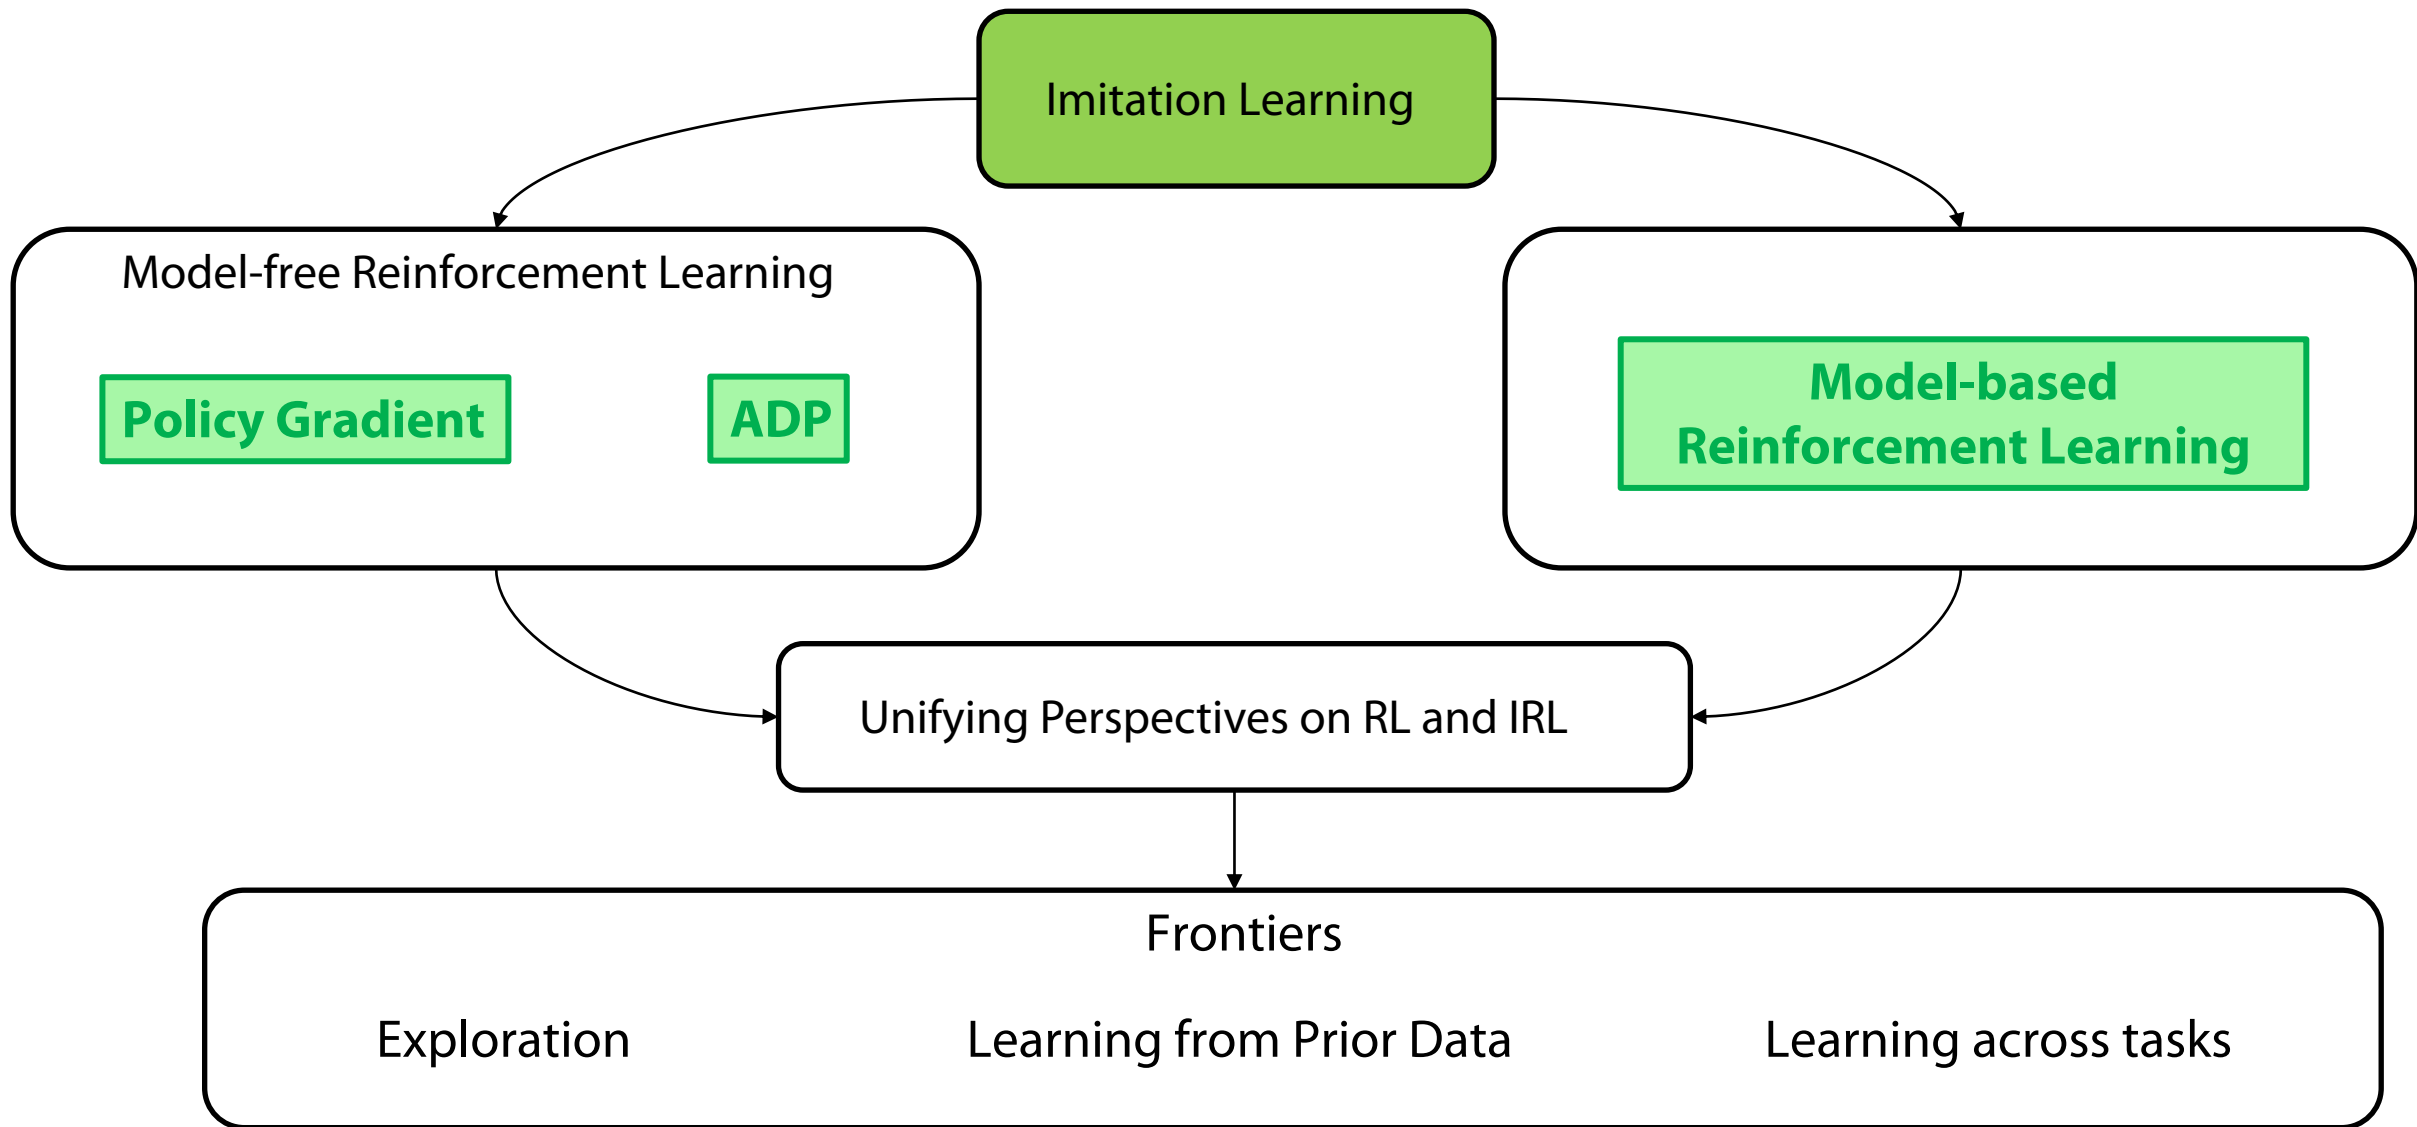 Imitation Learning
Model-free Reinforcement Learning
Policy Gradient
ADP
Model-based
Reinforcement Learning
Unifying Perspectives on RL and IRL
Frontiers
Exploration
Learning from Prior Data
Learning across tasks